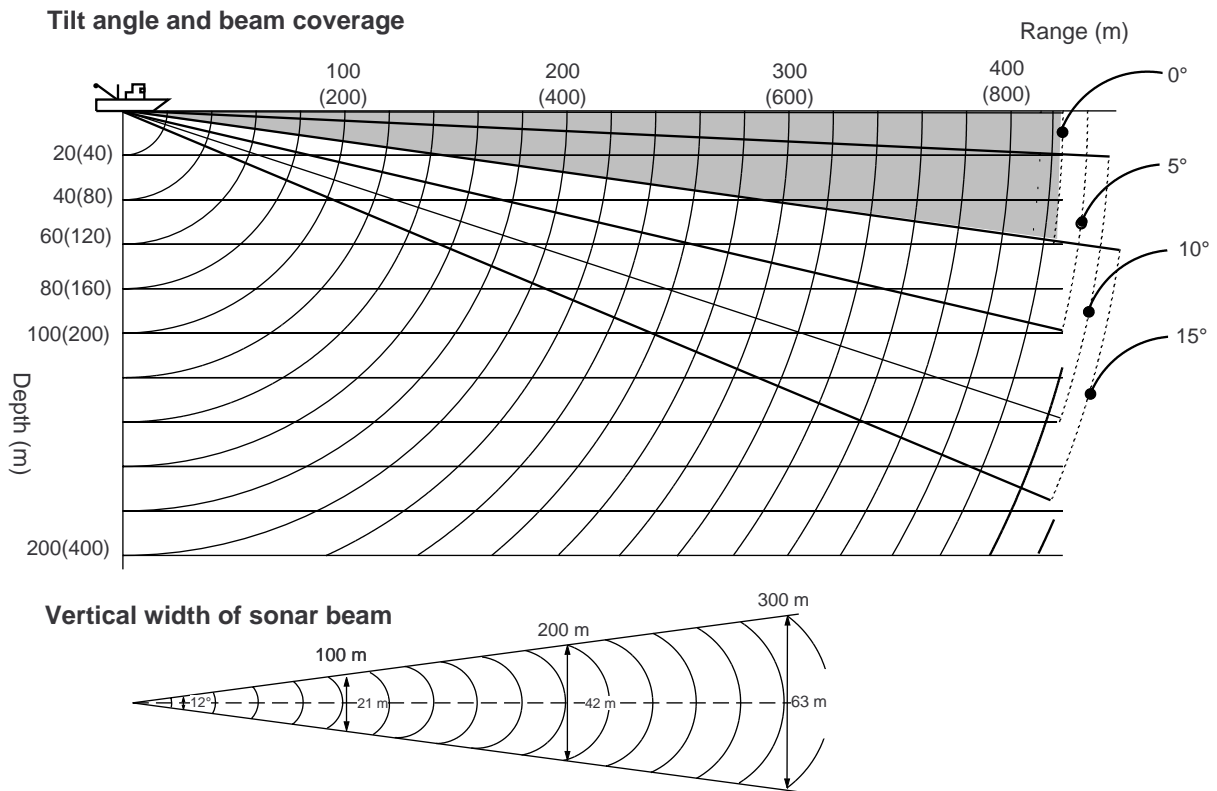 Tilt angle and beam coverage
Range (m)
100
(200)
200
(400)
300
(600)
400
(800)
0°
5°
10°
15°
20(40)
40(80)
60(120)
80(160)
100(200)
200(400)
Depth (m)
Vertical width of sonar beam
100 m
200 m
300 m
12°
21 m
42 m
63 m